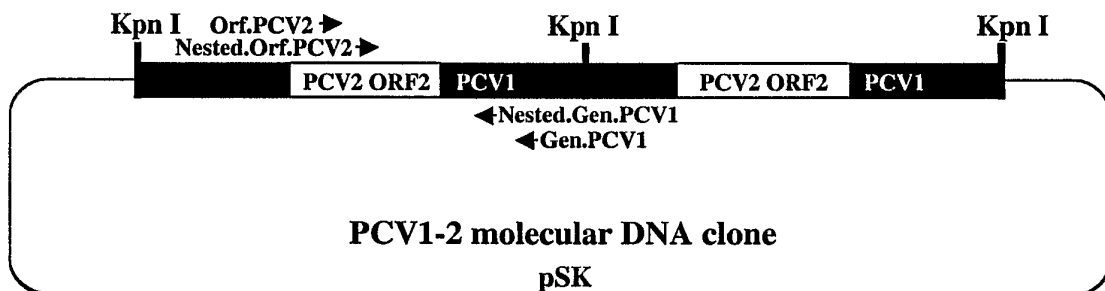 Kpn I Orf.PCV2 Kpn I Kpn I
Nested.Orf.PCV2
PCV2 ORF2 PCV1 PCV2 ORF2 PCV1
Nested.Gen.PCV1
Gen.PCV1
PCV1-2 molecular DNA clone
pSK